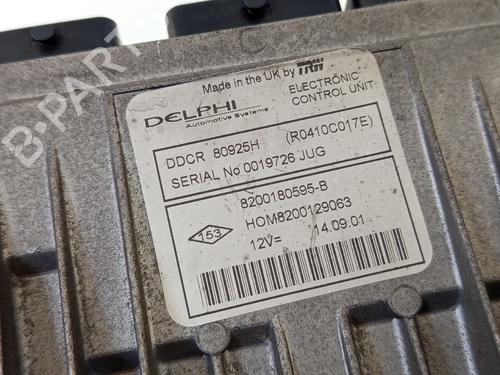 B-PARTS
Made in the UK by TRW
DELPHI
Automotive Systems
ELECTRONIC
CONTROL UNIT
DDCR 80925H (R0410C017E)
SERIAL No 0019726 JUG
8200180595-B
153
HOM8200129063
12V= 14.09.01